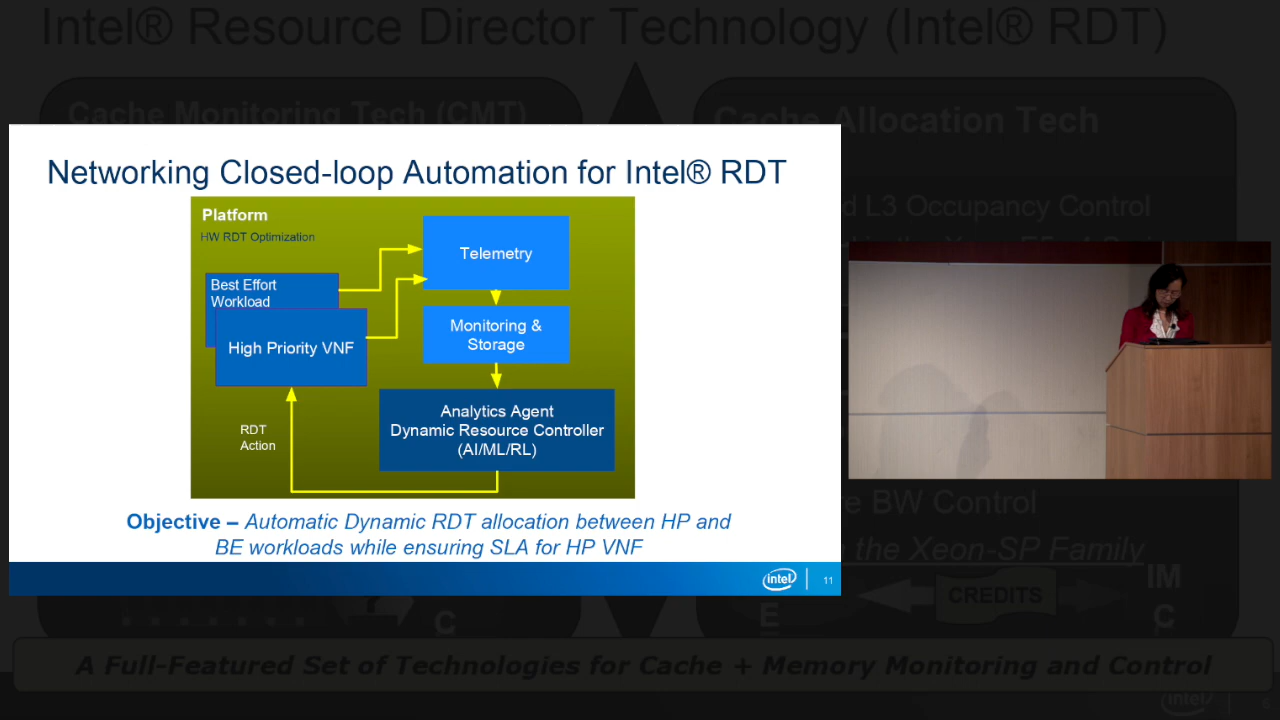 Intel® Resource Director Technology (Intel® RDT)
Cache Monitoring Tech (CMT)
Cache Allocation Tech
L3 Occupancy Control
Networking Closed-loop Automation for Intel® RDT
Platform
HW RDT Optimization
Best Effort
Workload
High Priority VNF
Telemetry
Monitoring &
Storage
Analytics Agent
Dynamic Resource Controller
(AI/ML/RL)
RDT
Action
Objective – Automatic Dynamic RDT allocation between HP and
BE workloads while ensuring SLA for HP VNF
intel
11
BW Control
the Xeon-SP Family
CREDITS
IM
C
E
C
A Full-Featured Set of Technologies for Cache + Memory Monitoring and Control
intel
6